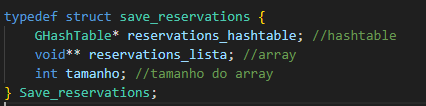 typedef struct save_reservations {
    GHashTable* reservations_hashtable; //hashtable
    void** reservations_lista; //array
    int tamanho; //tamanho do array
} Save_reservations;